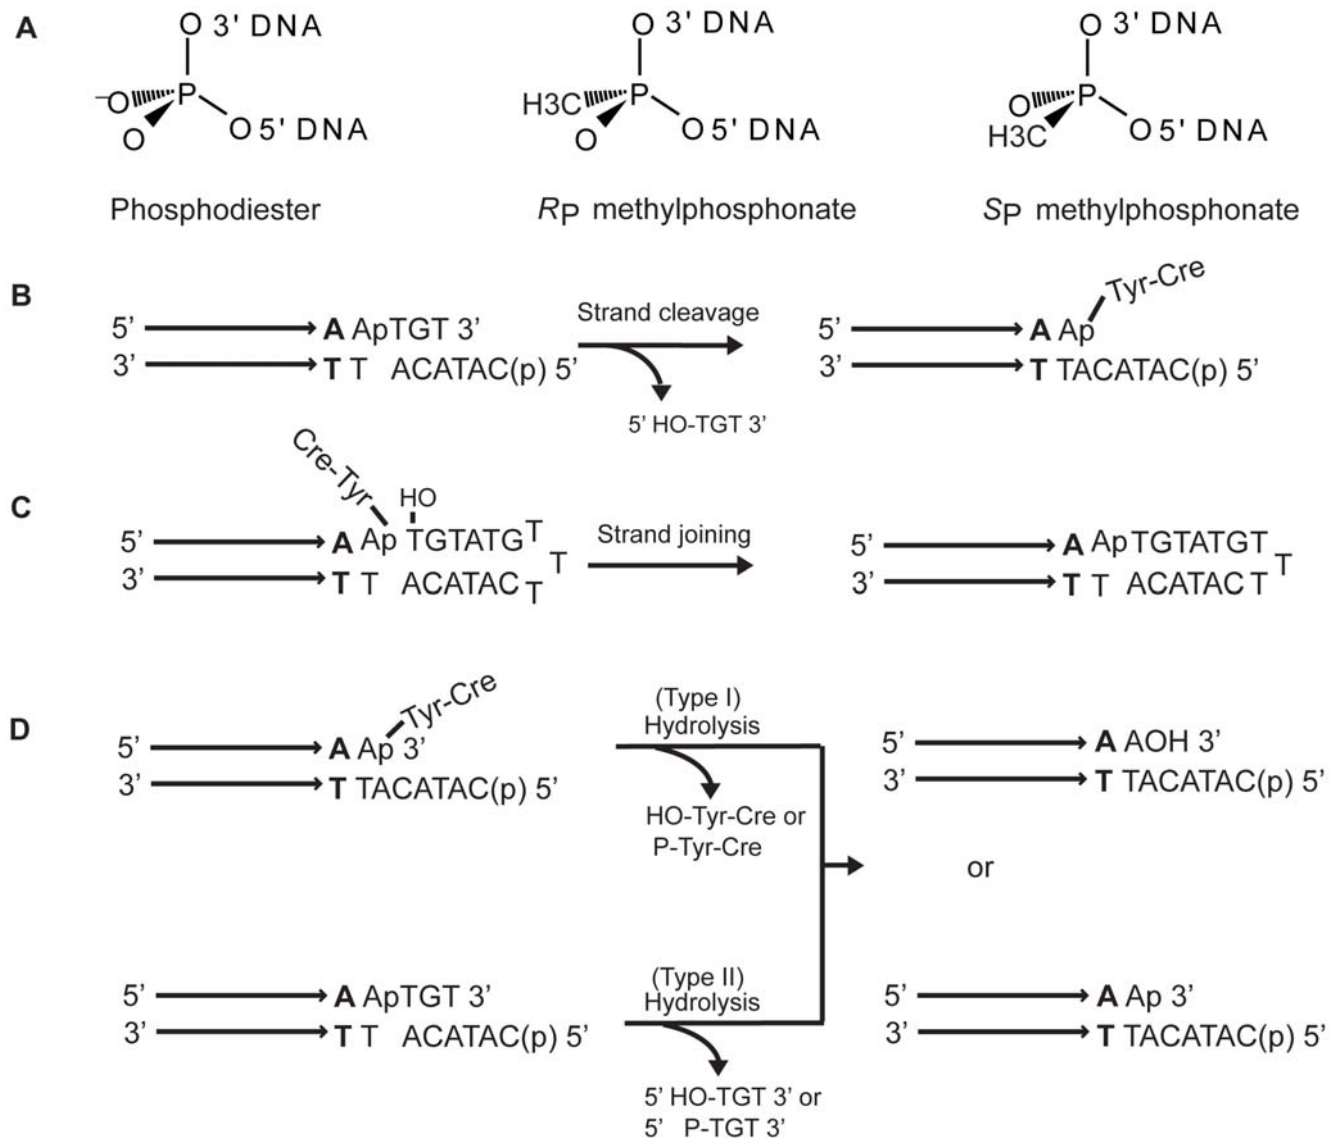 A
O 3' DNA
O 3' DNA
O 3' DNA
–O P
H3C P
O P
O O 5' DNA
O O 5' DNA
H3C O 5' DNA
Phosphodiester
RP methylphosphonate
SP methylphosphonate
B
5' A ApTGT 3'
3' T T ACATAC(p) 5'
Strand cleavage
5' HO-TGT 3'
Tyr-Cre
5' A Ap
3' T TACATAC(p) 5'
C
Cre-Tyr
HO
5' A Ap TGTATGT
T
3' T T ACATACT
Strand joining
5' A ApTGTATGT
T
3' T T ACATACT
D
Tyr-Cre
5' A Ap 3'
3' T TACATAC(p) 5'
(Type I)
Hydrolysis
HO-Tyr-Cre or
P-Tyr-Cre
5' A AOH 3'
3' T TACATAC(p) 5'
or
5' A ApTGT 3'
3' T T ACATAC(p) 5'
(Type II)
Hydrolysis
5' HO-TGT 3' or
5' P-TGT 3'
5' A Ap 3'
3' T TACATAC(p) 5'